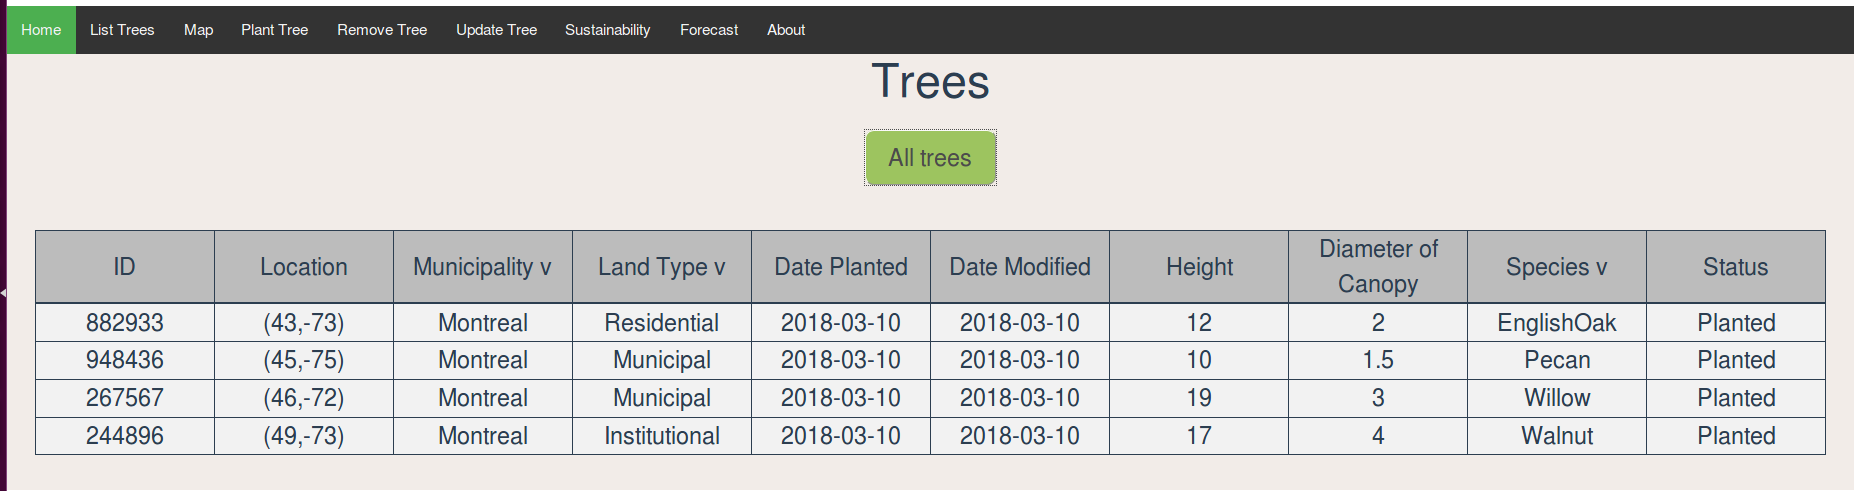 Home List Trees Map Plant Tree Remove Tree Update Tree Sustainability Forecast About
Trees
All trees
ID Location Municipality v Land Type v Date Planted Date Modified Height Diameter of Canopy Species v Status
882933 (43,-73) Montreal Residential 2018-03-10 2018-03-10 12 2 EnglishOak Planted
948436 (45,-75) Montreal Municipal 2018-03-10 2018-03-10 10 1.5 Pecan Planted
267567 (46,-72) Montreal Municipal 2018-03-10 2018-03-10 19 3 Willow Planted
244896 (49,-73) Montreal Institutional 2018-03-10 2018-03-10 17 4 Walnut Planted